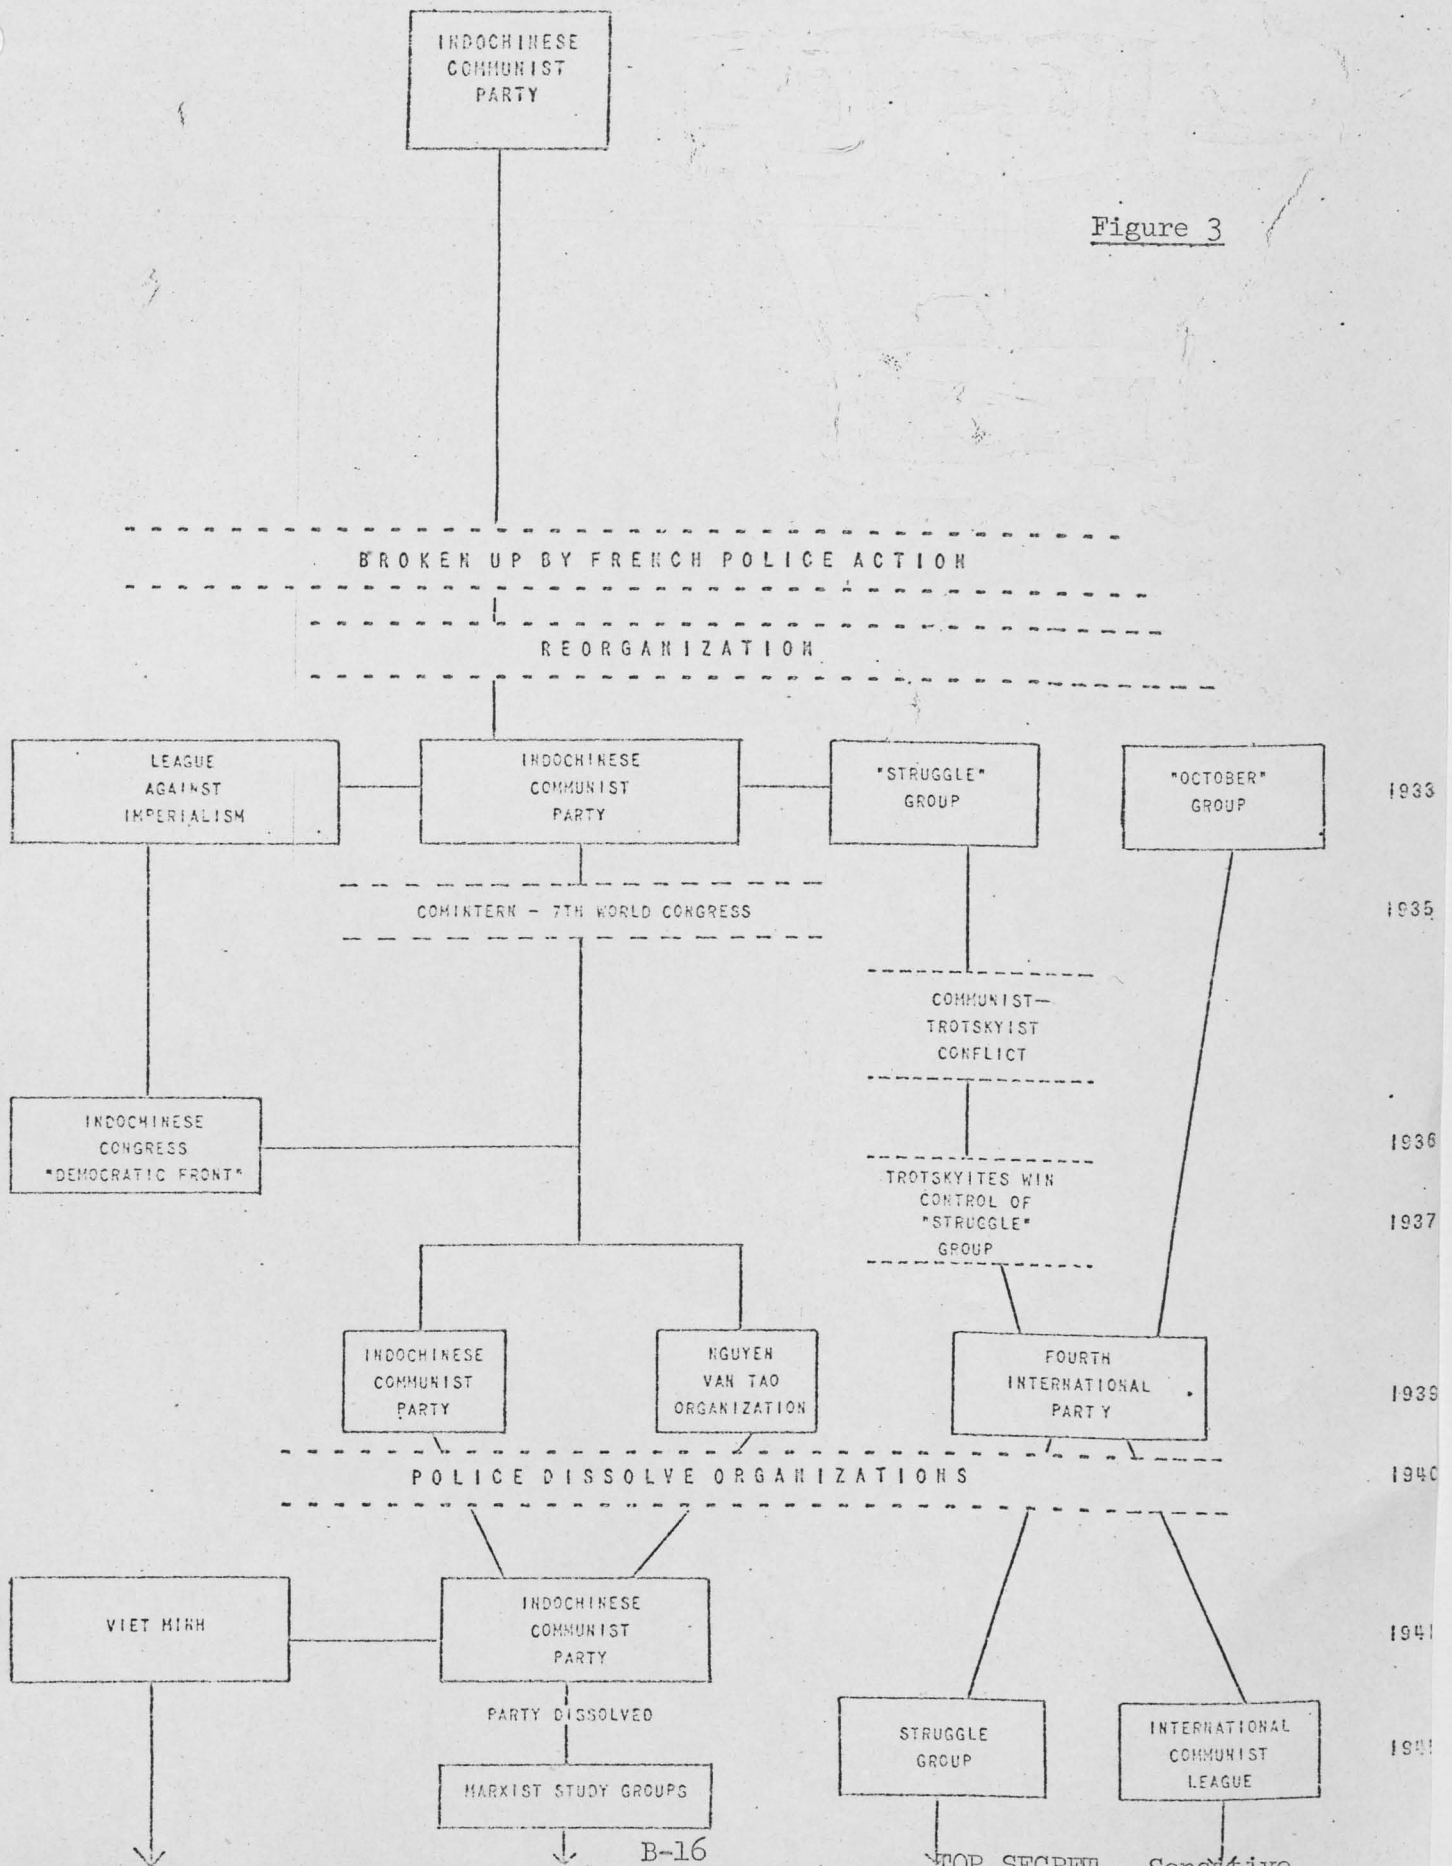 INDOCHINESE
COMMUNIST
PARTY
Figure 3
BROKEN UP BY FRENCH POLICE ACTION
REORGANIZATION
LEAGUE
AGAINST
IMPERIALISM
INDOCHINESE
COMMUNIST
PARTY
"STRUGGLE"
GROUP
"OCTOBER"
GROUP
1933
COMINTERN - 7TH WORLD CONGRESS
1935
COMMUNIST-
TROTSKYIST
CONFLICT
INDOCHINESE
CONGRESS
"DEMOCRATIC FRONT"
1936
TROTSKYITES WIN
CONTROL OF
"STRUGGLE"
GROUP
1937
INDOCHINESE
COMMUNIST
PARTY
NGUYEN
VAN TAO
ORGANIZATION
FOURTH
INTERNATIONAL
PARTY
1939
POLICE DISSOLVE ORGANIZATIONS
1940
VIET MINH
INDOCHINESE
COMMUNIST
PARTY
1941
PARTY DISSOLVED
MARXIST STUDY GROUPS
STRUGGLE
GROUP
INTERNATIONAL
COMMUNIST
LEAGUE
B-16
TOP SECRET - Sensitive